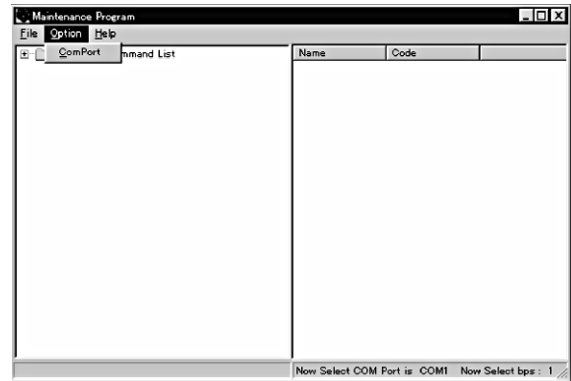 Maintenance Program
File Option Help
ComPort
mmand List
Name Code
Now Select COM Port is COM1 Now Select bps : 1